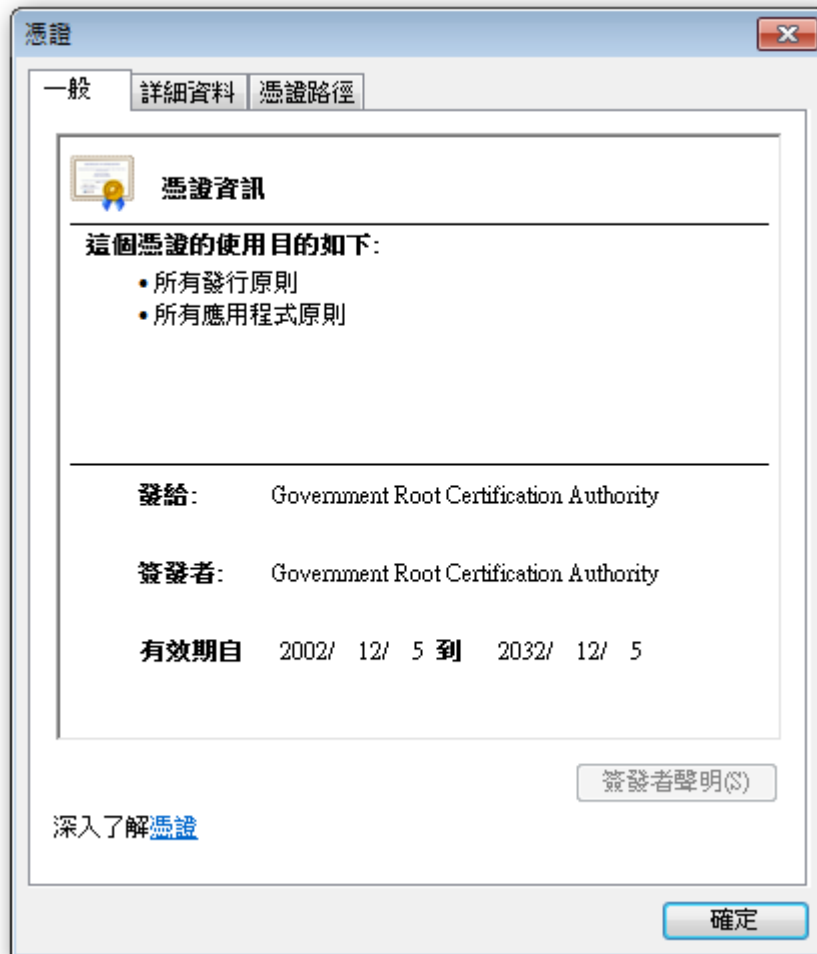 憑證
一般 詳細資料 憑證路徑
憑證資訊
這個憑證的使用目的如下:
•所有發行原則
•所有應用程式原則
發給: Government Root Certification Authority
簽發者: Government Root Certification Authority
有效期自 2002/ 12/ 5 到 2032/ 12/ 5
簽發者聲明(S)
深入了解憑證
確定